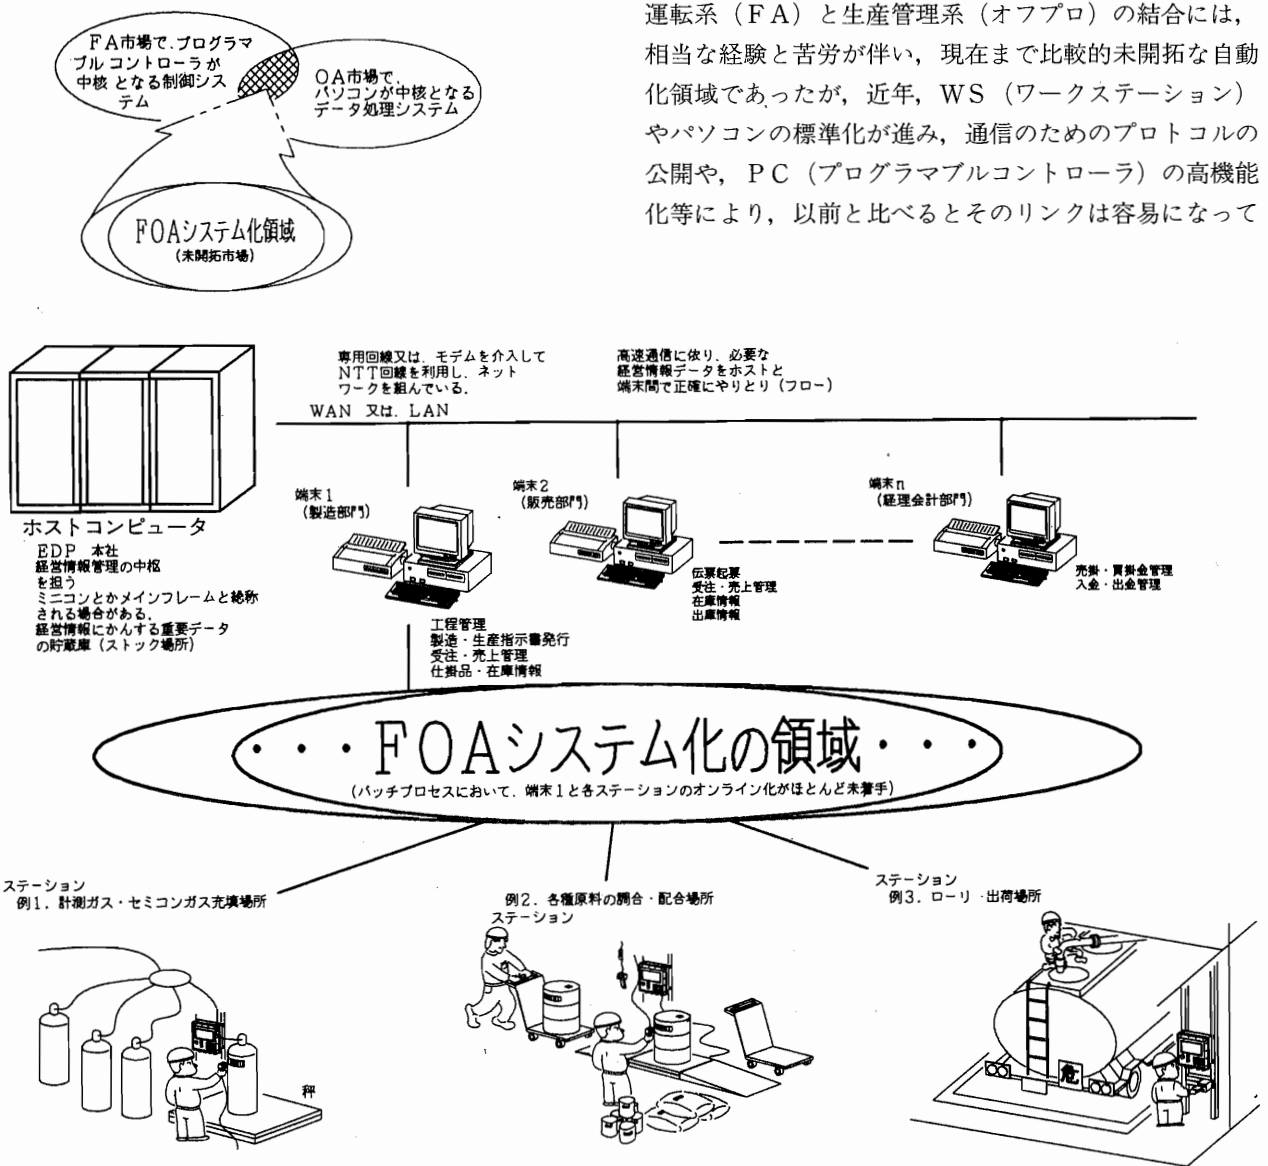 FA市場で、プログラマ
ブルコントローラが
中核となる制御シス
テム
OA市場で、
パソコンが中核となる
データ処理システム
FOAシステム化領域
(未開拓市場)
運転系(FA)と生産管理系(オフプロ)の結合には,
相当な経験と苦労が伴い,現在まで比較的未開拓な自動
化領域であったが,近年,WS(ワークステーション)
やパソコンの標準化が進み,通信のためのプロトコルの
公開や,PC(プログラマブルコントローラ)の高機能
化等により,以前と比べるとそのリンクは容易になって
専用回線又は、モデムを介入して
NTT回線を利用し、ネット
ワークを組んでいる.
WAN 又は、LAN
高速通信に依り、必要な
経営情報データをホストと
端末間で正確にやりとり(フロー)
ホストコンピュータ
EDP 本社
経営情報管理の中枢
を担う
ミニコンとかメインフレームと総称
される場合がある.
経営情報にかんする重要データ
の貯蔵庫(ストック場所)
端末1
(製造部門)
工程管理
製造・生産指示書発行
受注・売上管理
仕掛品・在庫情報
端末2
(販売部門)
伝票起票
受注・売上管理
在庫情報
出庫情報
端末n
(経理会計部門)
売掛・買掛金管理
入金・出金管理
・・・FOAシステム化の領域・・・
(バッチプロセスにおいて、端末1と各ステーションのオンライン化がほとんど未着手)
ステーション
例1.計測ガス・セミコンガス充填場所
秤
例2.各種原料の調合・配合場所
ステーション
ステーション
例3.ローリ・出荷場所
危